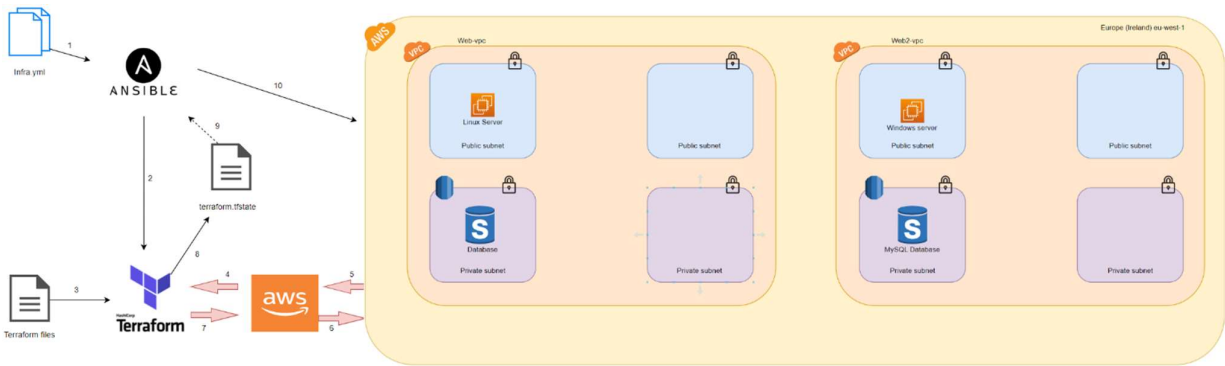 Infra.yml
1
ANSIBLE
10
9
2
terraform.tfstate
8
3
Terraform files
HashiCorp
Terraform
4
7
aws
5
6
AWS
Europe (Ireland) eu-west-1
VPC
Web-vpc
Linux Server
Public subnet
Public subnet
S
Database
Private subnet
Private subnet
VPC
Web2-vpc
Windows server
Public subnet
Public subnet
S
MySQL Database
Private subnet
Private subnet